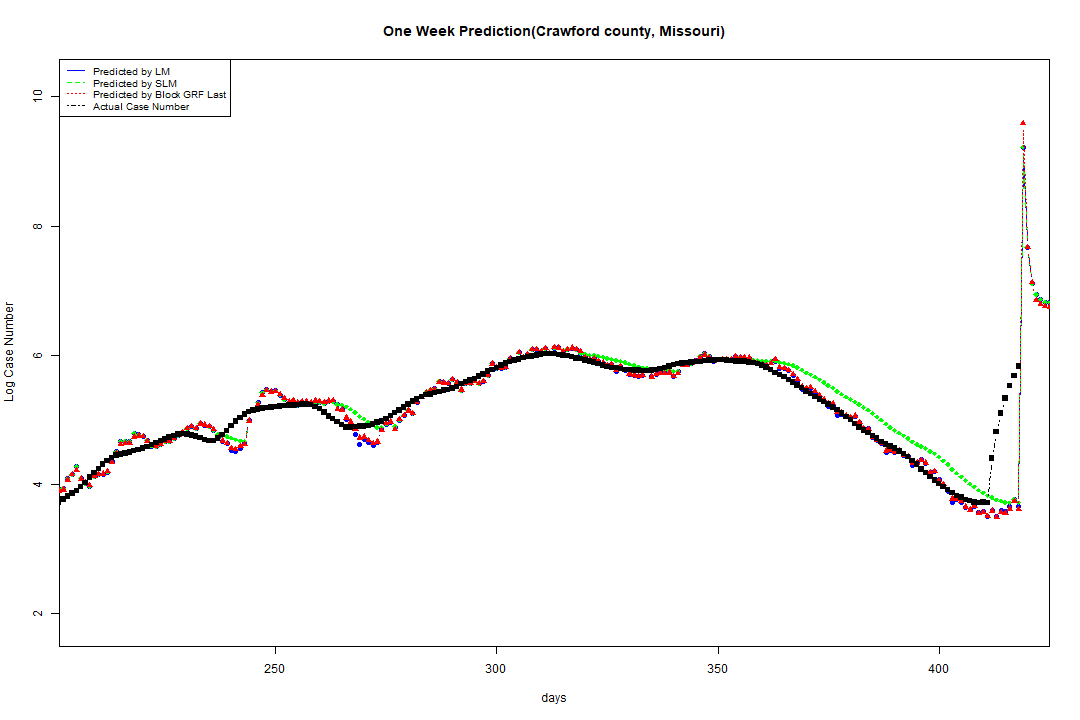 One Week Prediction(Crawford county, Missouri)
Predicted by LM
Predicted by SLM
Predicted by Block GRF Last
Actual Case Number
10
8
6
4
2
Log Case Number
250 300 350 400
days